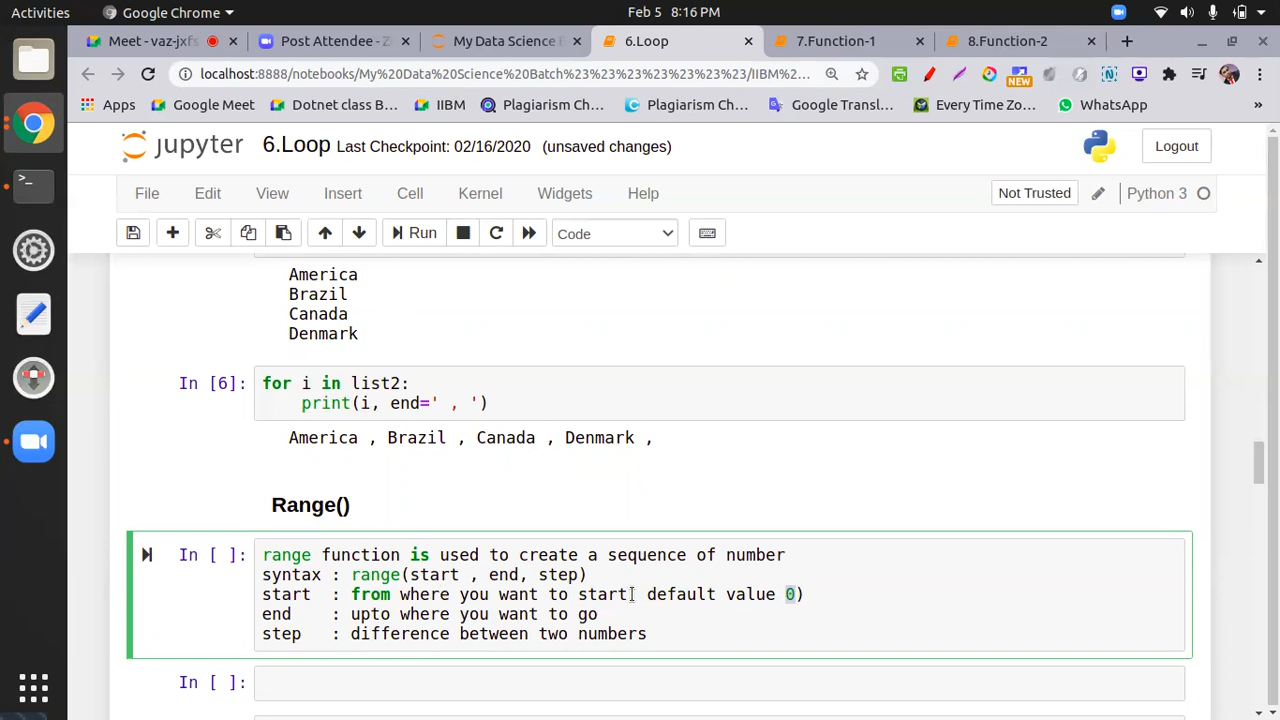 Activities Google Chrome Feb 5 8:16 PM
Meet - vaz-jxfs Post Attendee - Z My Data Science E 6.Loop 7.Function-1 8.Function-2
localhost:8888/notebooks/My%20Data%20Science%20Batch%23%23%23%23%23%23/IIBM%2...
NEW
Apps Google Meet Dotnet class B... IIBM Plagiarism Ch... Plagiarism Ch... Google Transl... Every Time Zo... WhatsApp »
jupyter 6.Loop Last Checkpoint: 02/16/2020 (unsaved changes) Logout
File Edit View Insert Cell Kernel Widgets Help Not Trusted Python 3
Run Code
America
Brazil
Canada
Denmark
In [6]: for i in list2:
print(i, end=' , ')
America , Brazil , Canada , Denmark ,
Range()
In [ ]: range function is used to create a sequence of number
syntax : range(start , end, step)
start : from where you want to start( default value 0)
end : upto where you want to go
step : difference between two numbers
In [ ]: